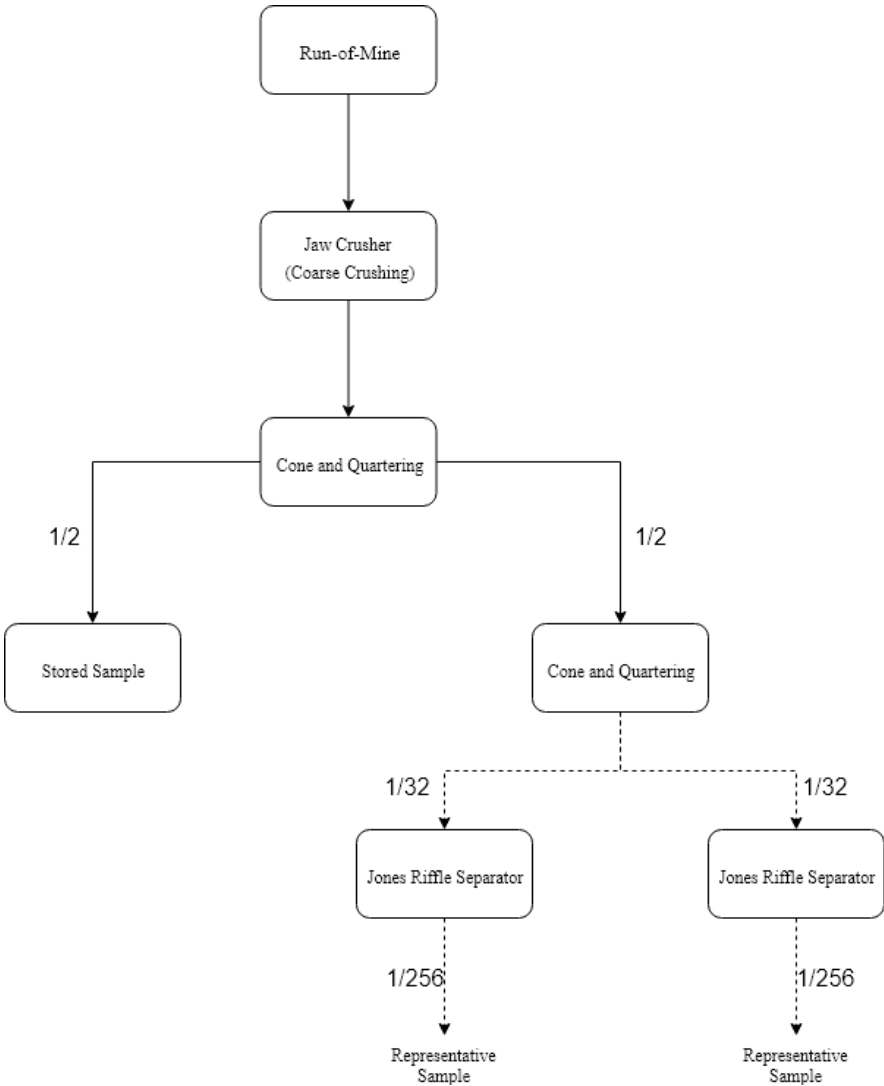 Run-of-Mine
Jaw Crusher
(Coarse Crushing)
Cone and Quartering
1/2
1/2
Stored Sample
Cone and Quartering
1/32
1/32
Jones Riffle Separator
Jones Riffle Separator
1/256
1/256
Representative
Sample
Representative
Sample